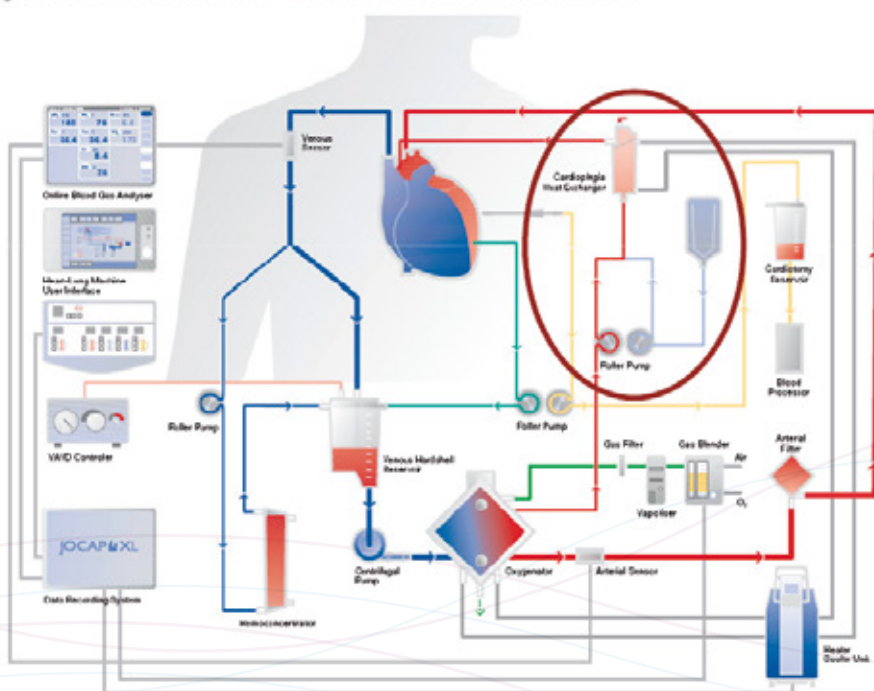 Venous
Sensor
Online Blood Gas Analyser
Heart-Lung Machine
User Interface
VAVD Controler
JOCAP XL
Data Recording System
Roller Pump
Hemoconcentrator
Venous Hardshell
Reservoir
Centrifugal
Pump
Cardioplegia
Heat Exchanger
Roller Pump
Roller Pump
Cardiotomy
Reservoir
Blood
Processor
Gas Filter
Gas Blender
Air
O₂
Vaporiser
Arterial
Filter
Oxygenator
Arterial Sensor
Heater
Cooler Unit